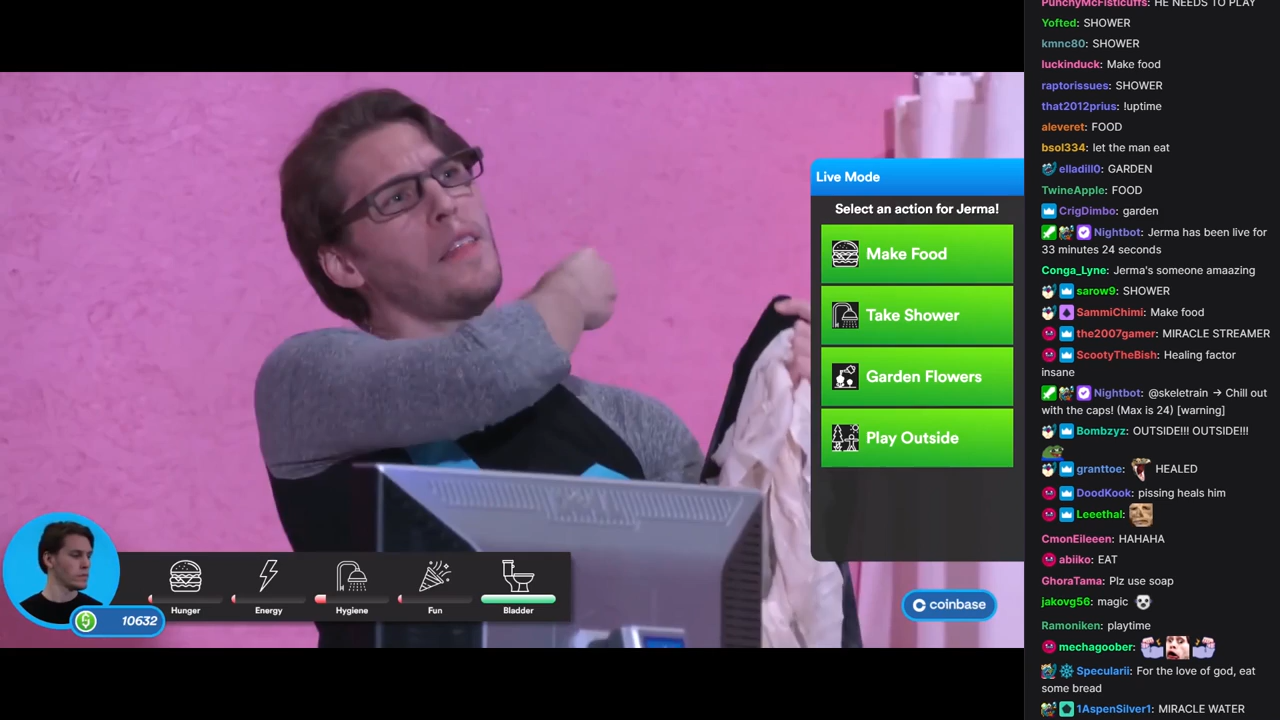 Live Mode
Select an action for Jerma!
Make Food
Take Shower
Garden Flowers
Play Outside
Hunger
Energy
Hygiene
Fun
Bladder
10632
coinbase
PunchyMcFisticuffs: HE NEEDS TO PLAY
Yofted: SHOWER
kmnc80: SHOWER
luckinduck: Make food
raptorissues: SHOWER
that2012prius: !uptime
aleveret: FOOD
bsol334: let the man eat
elladill0: GARDEN
TwineApple: FOOD
CrigDimbo: garden
Nightbot: Jerma has been live for
33 minutes 24 seconds
Conga_Lyne: Jerma's someone amaazing
sarow9: SHOWER
SammiChimi: Make food
the2007gamer: MIRACLE STREAMER
ScootyTheBish: Healing factor
insane
Nightbot: @skeletrain → Chill out
with the caps! (Max is 24) [warning]
Bombzyz: OUTSIDE!!! OUTSIDE!!!
granttoe: HEALED
DoodKook: pissing heals him
Leeethal:
CmonEileeen: HAHAHA
abiiko: EAT
GhoraTama: Plz use soap
jakovg56: magic
Ramoniken: playtime
mechagoober:
Specularii: For the love of god, eat
some bread
1AspenSilver1: MIRACLE WATER